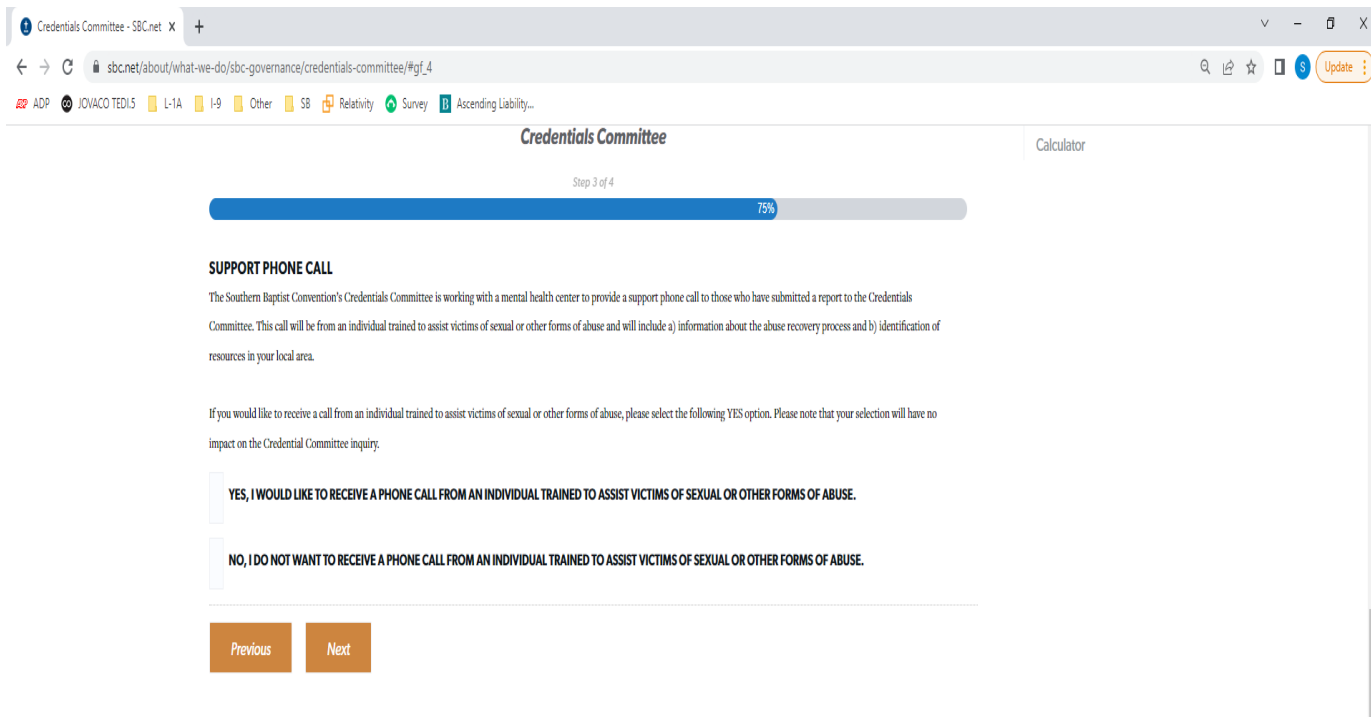 Credentials Committee - SBC.net X +
sbc.net/about/what-we-do/sbc-governance/credentials-committee/#gf_4
S Update
ADP JOVACO TEDI.5 L-1A I-9 Other SB Relativity Survey B Ascending Liability...
Credentials Committee
Calculator
Step 3 of 4
75%
SUPPORT PHONE CALL
The Southern Baptist Convention's Credentials Committee is working with a mental health center to provide a support phone call to those who have submitted a report to the Credentials
Committee. This call will be from an individual trained to assist victims of sexual or other forms of abuse and will include a) information about the abuse recovery process and b) identification of
resources in your local area.
If you would like to receive a call from an individual trained to assist victims of sexual or other forms of abuse, please select the following YES option. Please note that your selection will have no
impact on the Credential Committee inquiry.
YES, I WOULD LIKE TO RECEIVE A PHONE CALL FROM AN INDIVIDUAL TRAINED TO ASSIST VICTIMS OF SEXUAL OR OTHER FORMS OF ABUSE.
NO, I DO NOT WANT TO RECEIVE A PHONE CALL FROM AN INDIVIDUAL TRAINED TO ASSIST VICTIMS OF SEXUAL OR OTHER FORMS OF ABUSE.
Previous Next